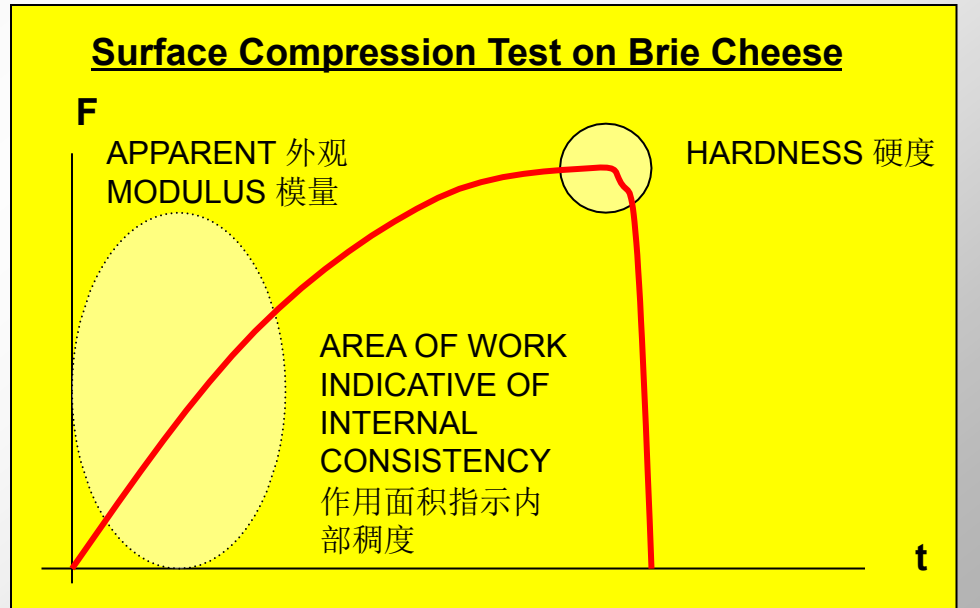 Surface Compression Test on Brie Cheese
F
APPARENT 外观
MODULUS 模量
HARDNESS 硬度
AREA OF WORK
INDICATIVE OF
INTERNAL
CONSISTENCY
作用面积指示内
部稠度
t